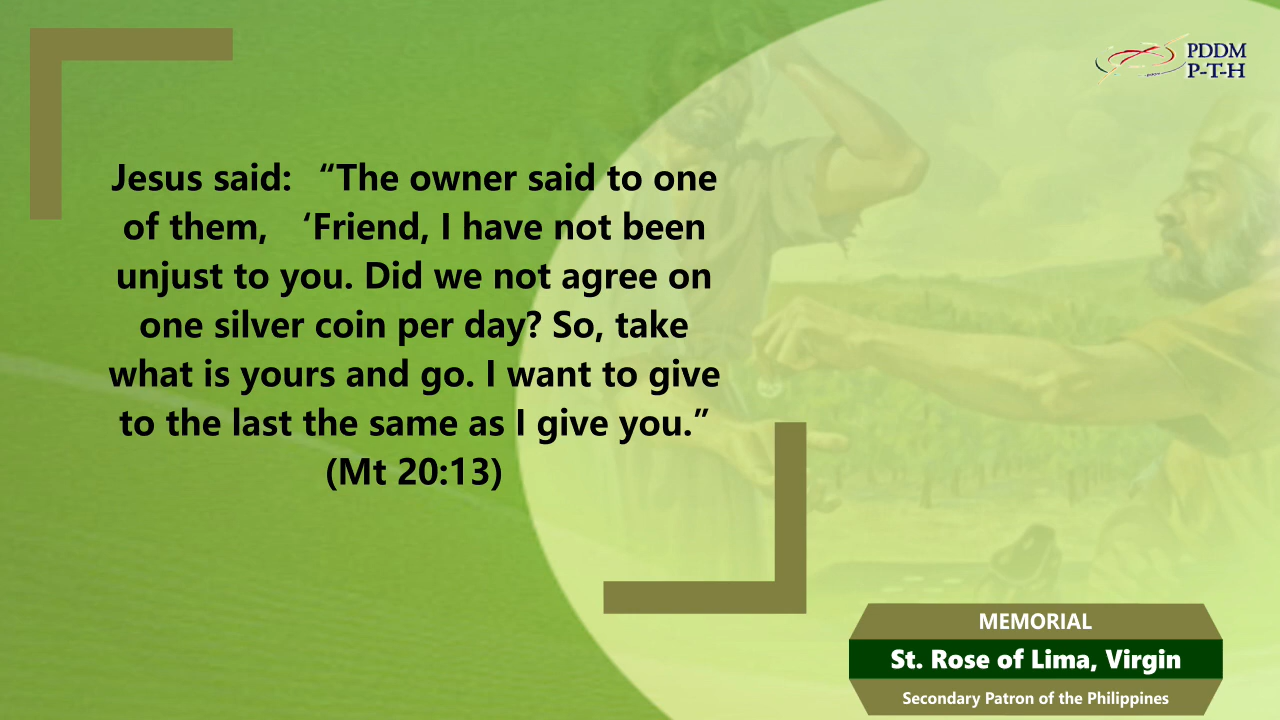 PDDM
P-T-H
Jesus said: “The owner said to one
of them, ‘Friend, I have not been
unjust to you. Did we not agree on
one silver coin per day? So, take
what is yours and go. I want to give
to the last the same as I give you.”
(Mt 20:13)
MEMORIAL
St. Rose of Lima, Virgin
Secondary Patron of the Philippines